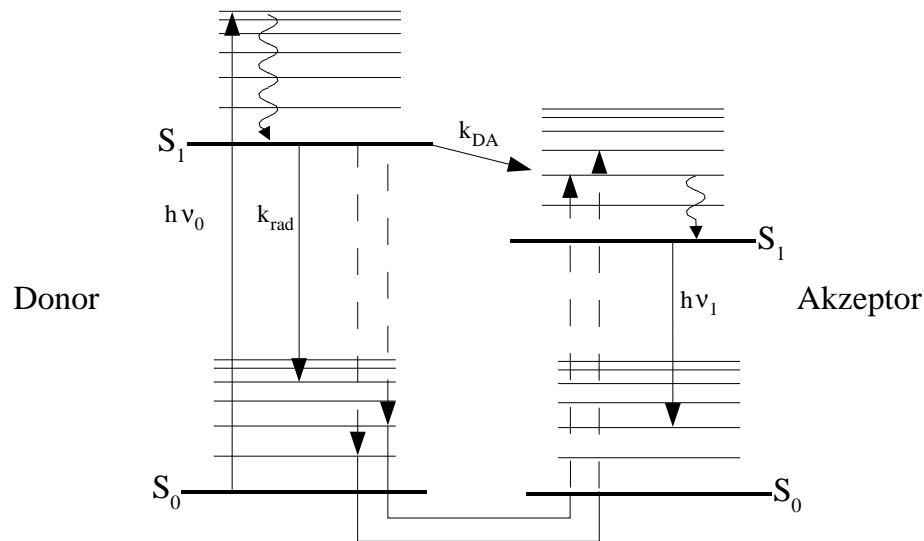 S1
kDA
hν0
krad
S1
Donor
hν1
Akzeptor
S0
S0